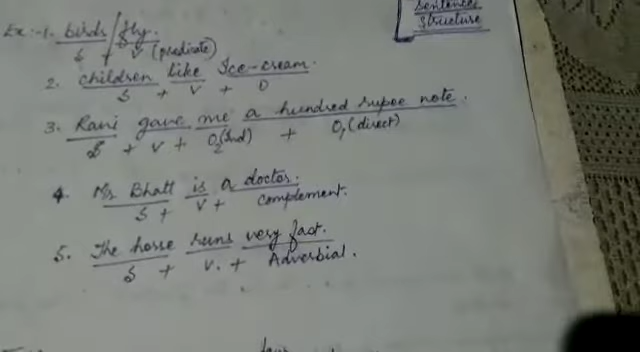 Sentence
Structure
Ex:-1. birds / fly.
S + V (predicate)
2. children like Ice-cream.
S + V + O
3. Rani gave me a hundred rupee note.
S + V + O2(Ind) + O1(direct)
4. Mr Bhatt is a doctor.
S + V + complement.
5. The horse runs very fast.
S + V. + Adverbial.